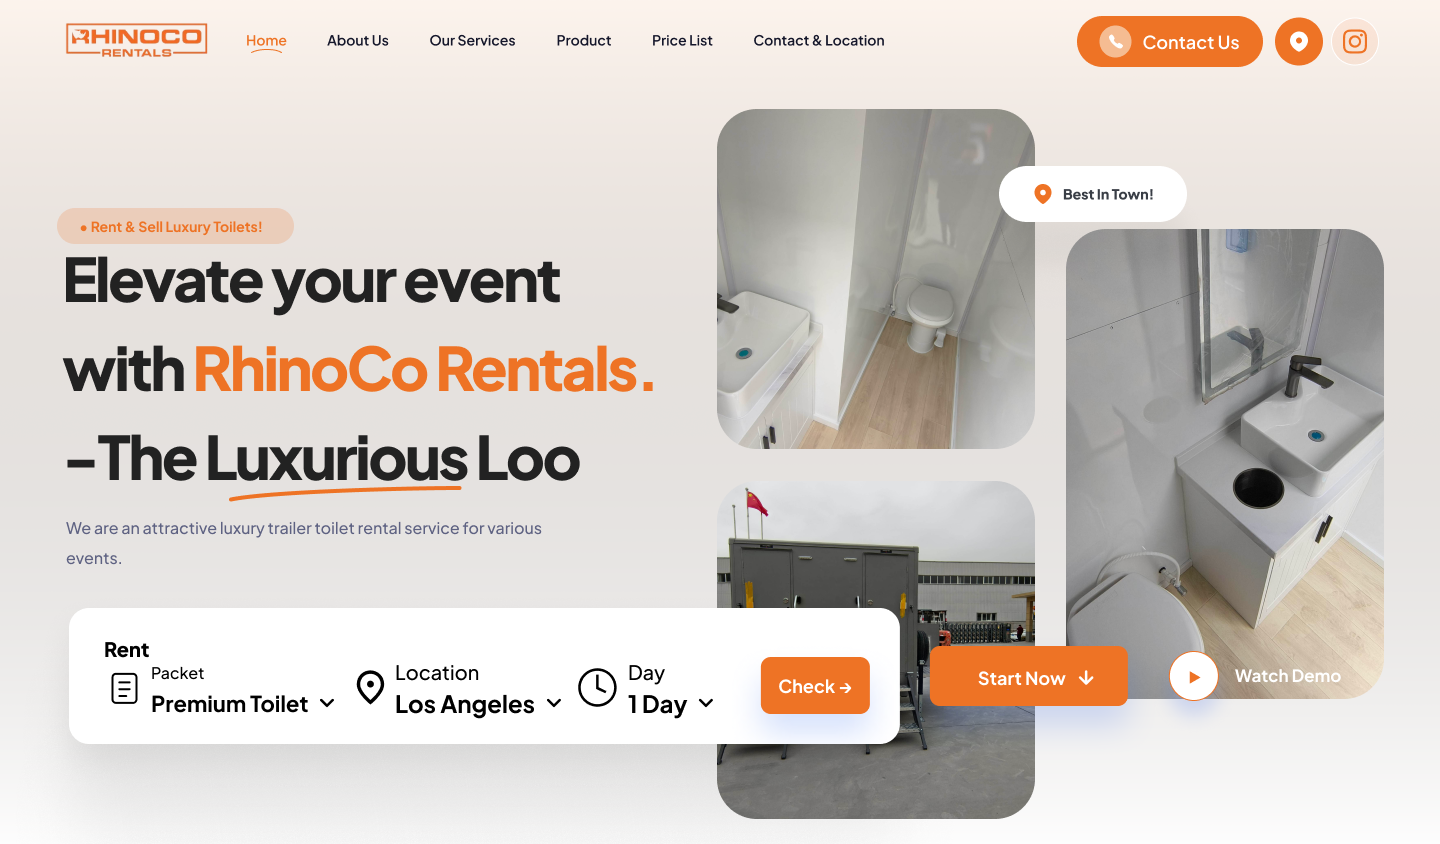 RHINOCO
RENTALS
Home
About Us
Our Services
Product
Price List
Contact & Location
Contact Us
Best In Town!
• Rent & Sell Luxury Toilets!
Elevate your event
with RhinoCo Rentals.
–The Luxurious Loo
We are an attractive luxury trailer toilet rental service for various
events.
Rent
Packet
Premium Toilet
Location
Los Angeles
Day
1 Day
Check →
Start Now ↓
Watch Demo